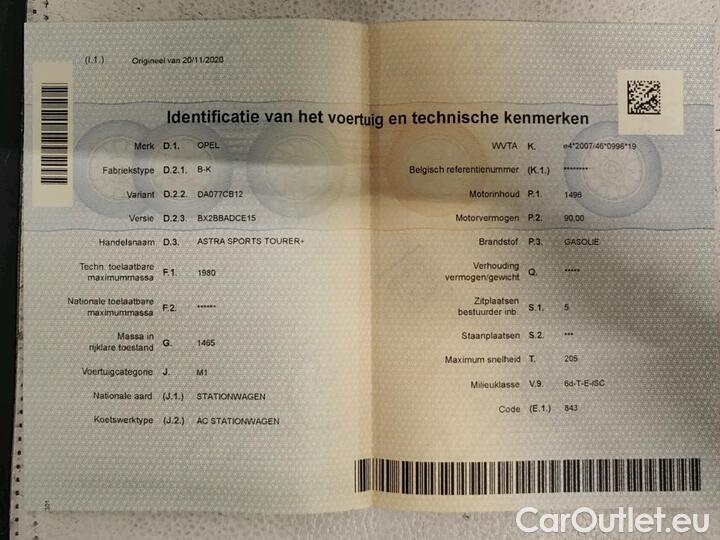 (I.1.) Origineel van 20/11/2020
Identificatie van het voertuig en technische kenmerken
Merk D.1. OPEL
Fabriekstype D.2.1. B-K
Variant D.2.2. DA077CB12
Versie D.2.3. BX2BBADCE15
Handelsnaam D.3. ASTRA SPORTS TOURER+
Techn. toelaatbare
maximummassa F.1. 1980
Nationale toelaatbare
maximummassa F.2. ******
Massa in
rijklare toestand G. 1465
Voertuigcategorie J. M1
Nationale aard (J.1.) STATIONWAGEN
Koetswerktype (J.2.) AC STATIONWAGEN
WVTA K. e4*2007/46*0996*19
Belgisch referentienummer (K.1.) ********
Motorinhoud P.1. 1496
Motorvermogen P.2. 90,00
Brandstof P.3. GASOLIE
Verhouding
vermogen/gewicht Q. *****
Zitplaatsen
bestuurder inb. S.1. 5
Staanplaatsen S.2. ***
Maximum snelheid T. 205
Milieuklasse V.9. 6d-T-E-ISC
Code (E.1.) 843
CarOutlet.eu